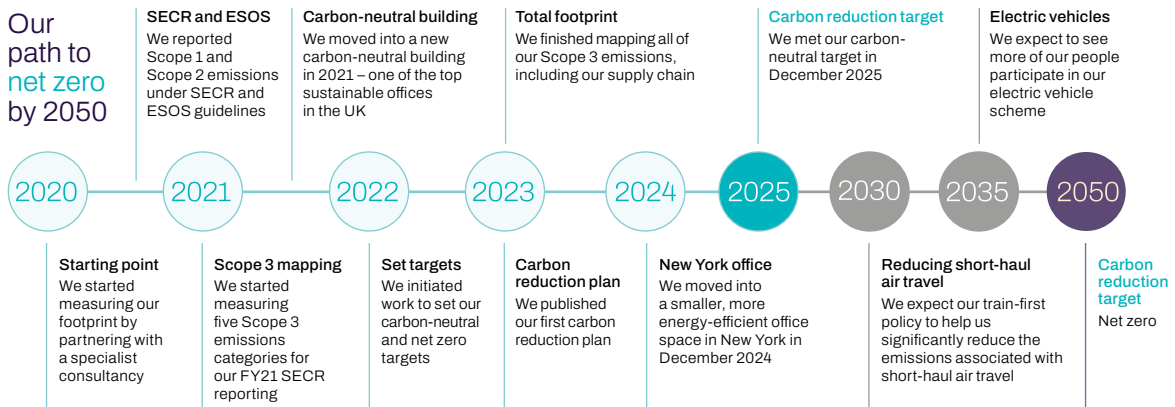 Our
path to
net zero
by 2050
SECR and ESOS
We reported
Scope 1 and
Scope 2 emissions
under SECR and
ESOS guidelines
Carbon-neutral building
We moved into a new
carbon-neutral building
in 2021 – one of the top
sustainable offices
in the UK
Total footprint
We finished mapping all of
our Scope 3 emissions,
including our supply chain
Carbon reduction target
We met our carbon-
neutral target in
December 2025
Electric vehicles
We expect to see
more of our people
participate in our
electric vehicle
scheme
2020
2021
2022
2023
2024
2025
2030
2035
2050
Starting point
We started
measuring our
footprint by
partnering with
a specialist
consultancy
Scope 3 mapping
We started
measuring
five Scope 3
emissions
categories for
our FY21 SECR
reporting
Set targets
We initiated
work to set our
carbon-neutral
and net zero
targets
Carbon
reduction plan
We published
our first carbon
reduction plan
New York office
We moved into
a smaller, more
energy-efficient office
space in New York in
December 2024
Reducing short-haul
air travel
We expect our train-first
policy to help us
significantly reduce the
emissions associated with
short-haul air travel
Carbon
reduction
target
Net zero